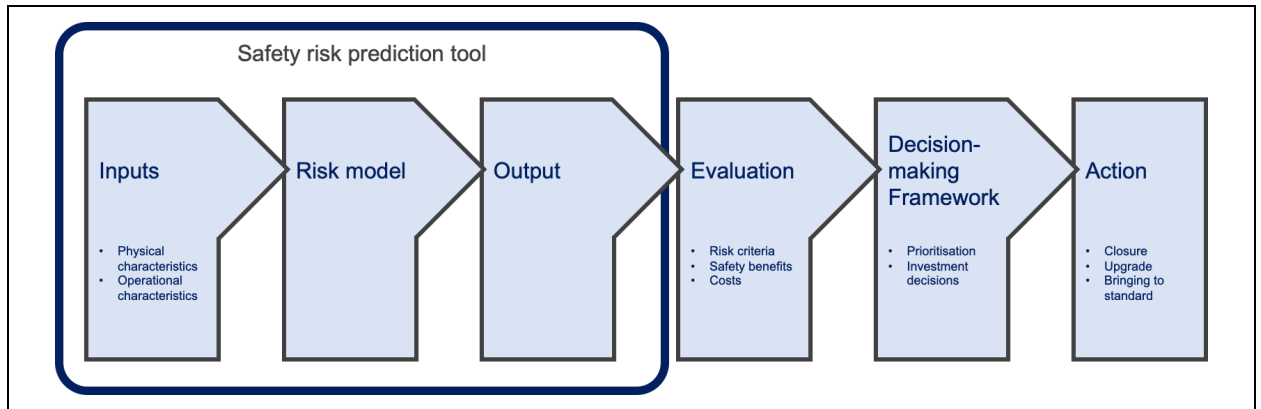 Safety risk prediction tool
Inputs
• Physical
characteristics
• Operational
characteristics
Risk model
Output
Evaluation
• Risk criteria
• Safety benefits
• Costs
Decision-
making
Framework
• Prioritisation
• Investment
decisions
Action
• Closure
• Upgrade
• Bringing to
standard